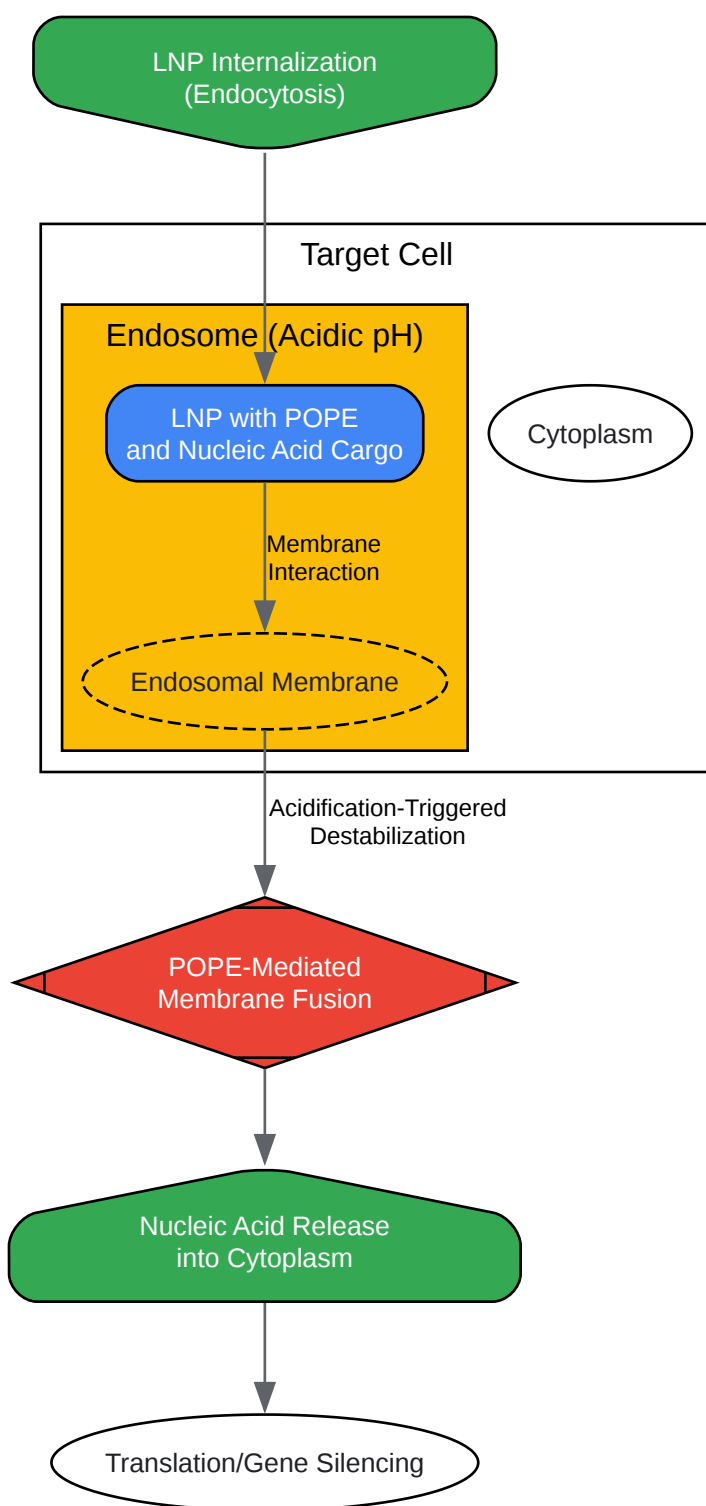 LNP Internalization
(Endocytosis)
Target Cell
Endosome (Acidic pH)
LNP with POPE
and Nucleic Acid Cargo
Cytoplasm
Membrane
Interaction
Endosomal Membrane
Acidification-Triggered
Destabilization
POPE-Mediated
Membrane Fusion
Nucleic Acid Release
into Cytoplasm
Translation/Gene Silencing